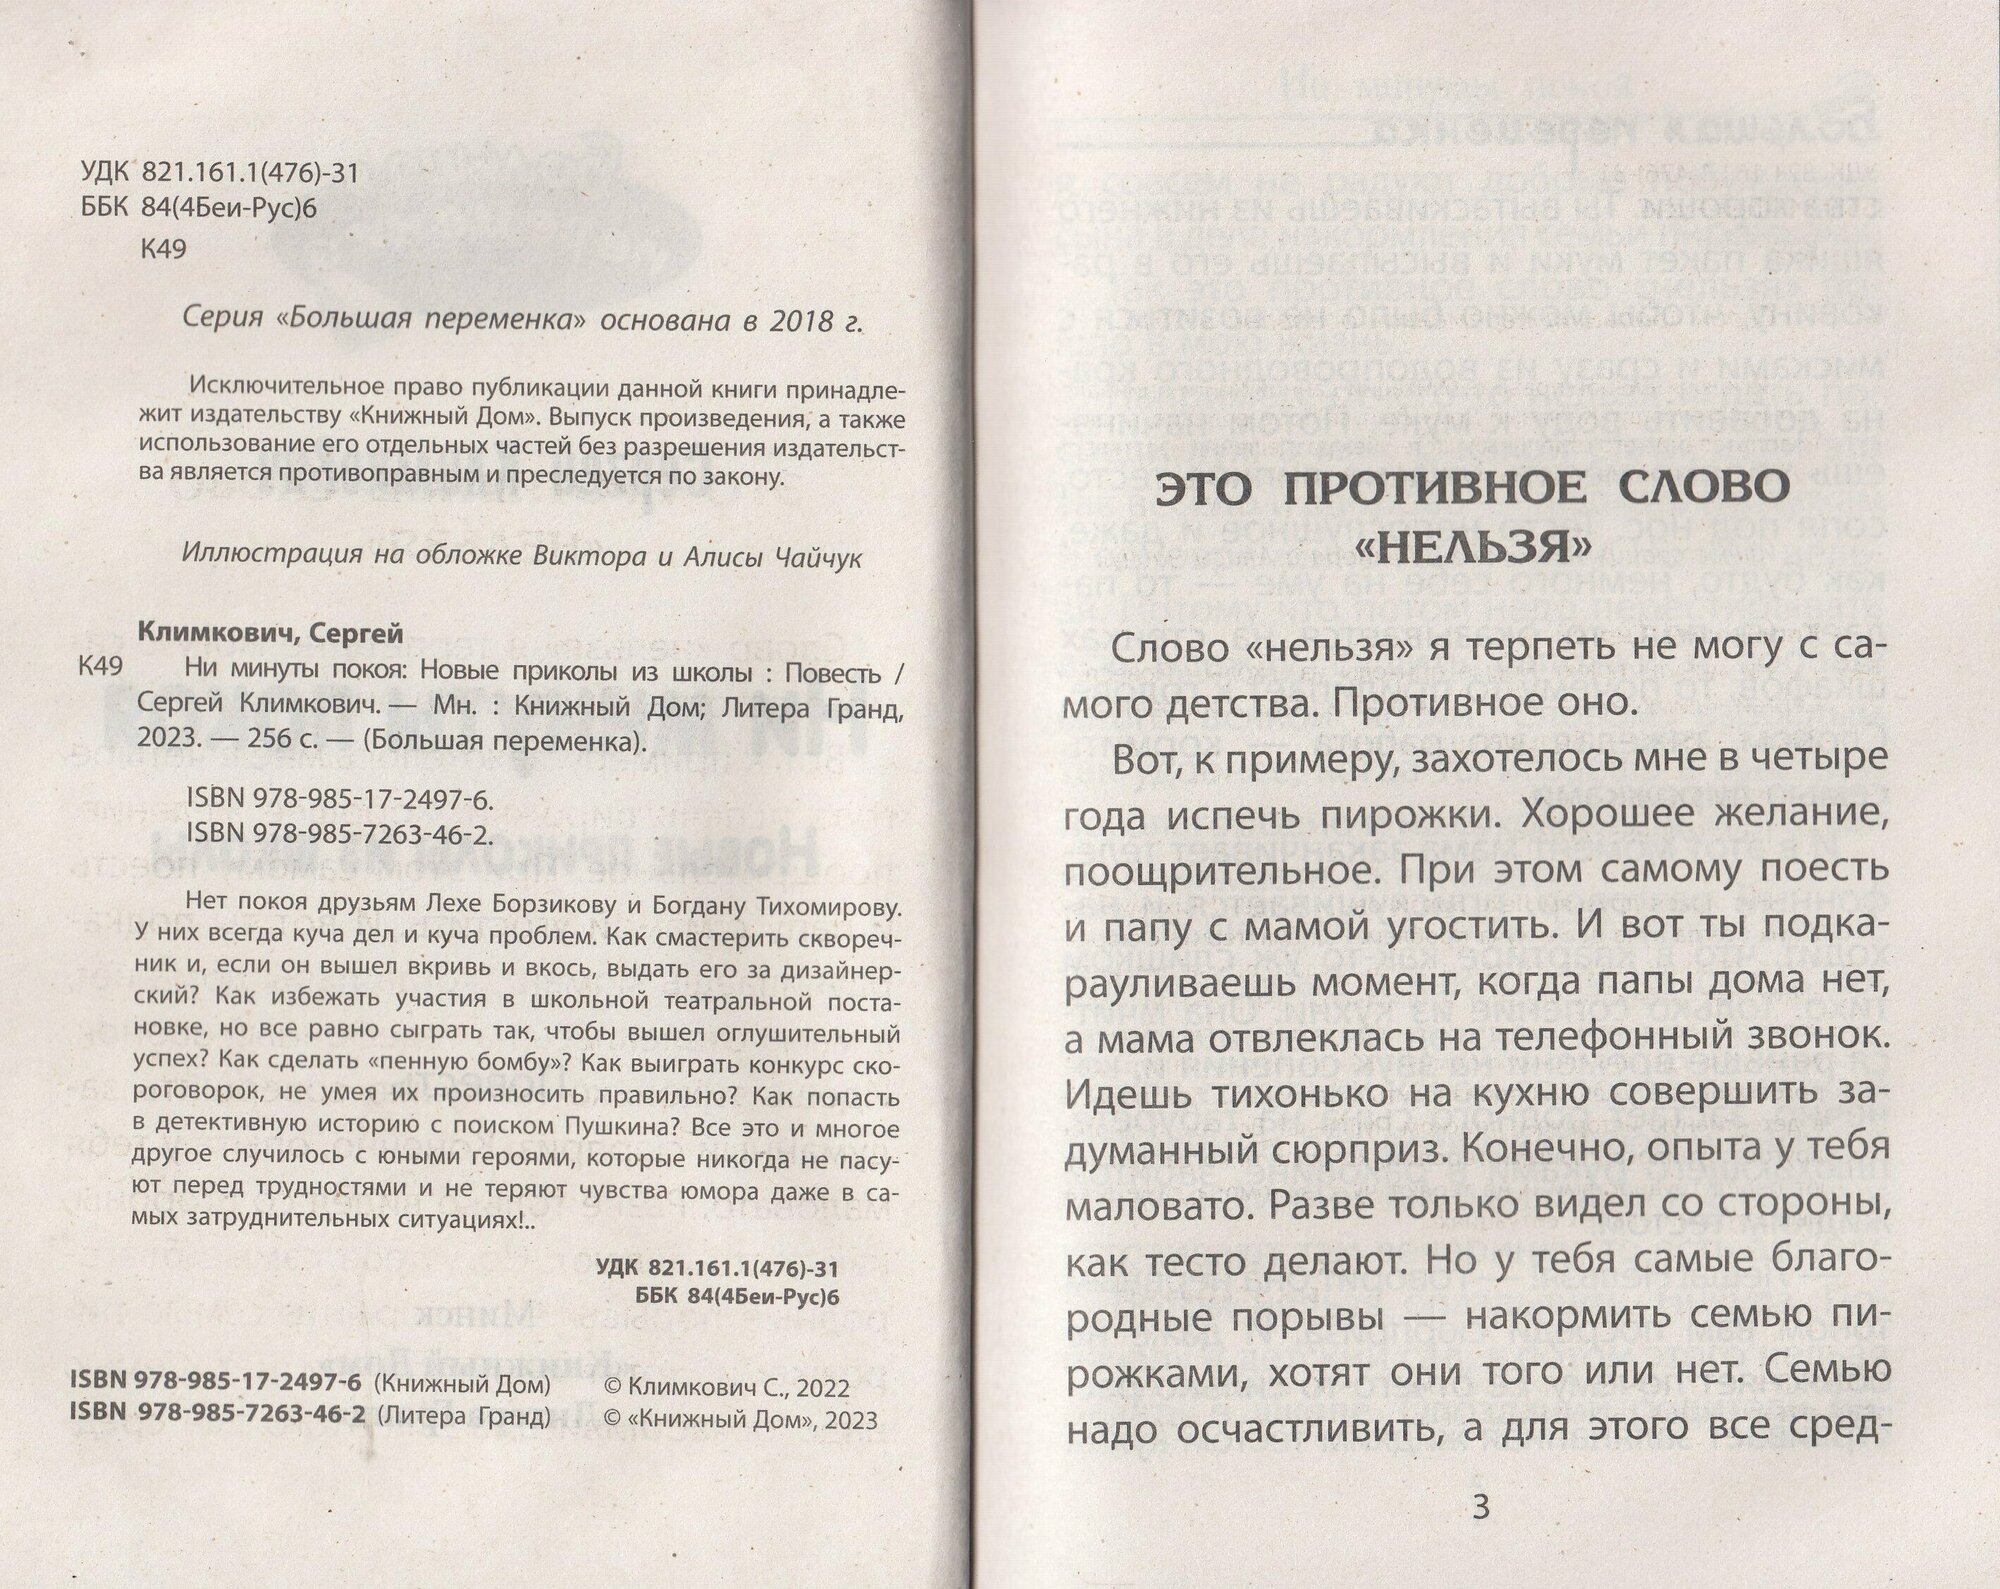 УДК 821.161.1(476)-31
ББК 84(4Беи-Рус)6
К49
Серия «Большая переменка» основана в 2018 г.
Исключительное право публикации данной книги принадле-
жит издательству «Книжный Дом». Выпуск произведения, а также
использование его отдельных частей без разрешения издательст-
ва является противоправным и преследуется по закону.
Иллюстрация на обложке Виктора и Алисы Чайчук
Климкович, Сергей
К49 Ни минуты покоя: Новые приколы из школы : Повесть /
Сергей Климкович. — Мн. : Книжный Дом; Литера Гранд,
2023. — 256 с. — (Большая переменка).
ISBN 978-985-17-2497-6.
ISBN 978-985-7263-46-2.
Нет покоя друзьям Лехе Борзикову и Богдану Тихомирову.
У них всегда куча дел и куча проблем. Как смастерить скворечи-
ник и, если он вышел вкривь и вкось, выдать его за дизайнер-
ский? Как избежать участия в школьной театральной поста-
новке, но все равно сыграть так, чтобы вышел оглушительный
успех? Как сделать «пенную бомбу»? Как выиграть конкурс ско-
роговорок, не умея их произносить правильно? Как попасть
в детективную историю с поиском Пушкина? Все это и многое
другое случилось с юными героями, которые никогда не пасу-
ют перед трудностями и не теряют чувства юмора даже в са-
мых затруднительных ситуациях!..
УДК 821.161.1(476)-31
ББК 84(4Беи-Рус)6
ISBN 978-985-17-2497-6 (Книжный Дом) © Климкович С., 2022
ISBN 978-985-7263-46-2 (Литера Гранд) © «Книжный Дом», 2023
ЭТО ПРОТИВНОЕ СЛОВО
«НЕЛЬЗЯ»
Слово «нельзя» я терпеть не могу с са-
мого детства. Противное оно.
Вот, к примеру, захотелось мне в четыре
года испечь пирожки. Хорошее желание,
поощрительное. При этом самому поесть
и папу с мамой угостить. И вот ты подка-
рауливаешь момент, когда папы дома нет,
а мама отвлеклась на телефонный звонок.
Идешь тихонько на кухню совершить за-
думанный сюрприз. Конечно, опыта у тебя
маловато. Разве только видел со стороны,
как тесто делают. Но у тебя самые благо-
родные порывы — накормить семью пи-
рожками, хотят они того или нет. Семью
надо осчастливить, а для этого все сред-
3